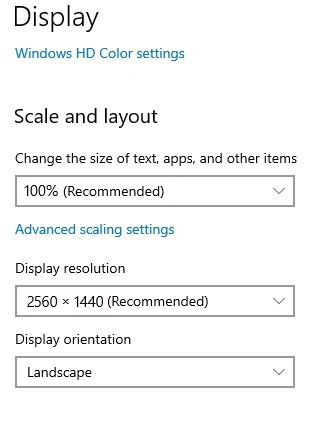 Display
Windows HD Color settings
Scale and layout
Change the size of text, apps, and other items
100% (Recommended)
Advanced scaling settings
Display resolution
2560 × 1440 (Recommended)
Display orientation
Landscape